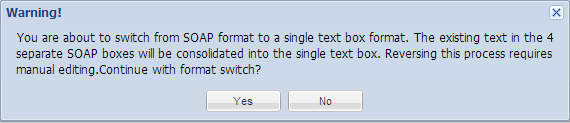 Warning!
You are about to switch from SOAP format to a single text box format. The existing text in the 4
separate SOAP boxes will be consolidated into the single text box. Reversing this process requires
manual editing.Continue with format switch?
Yes No